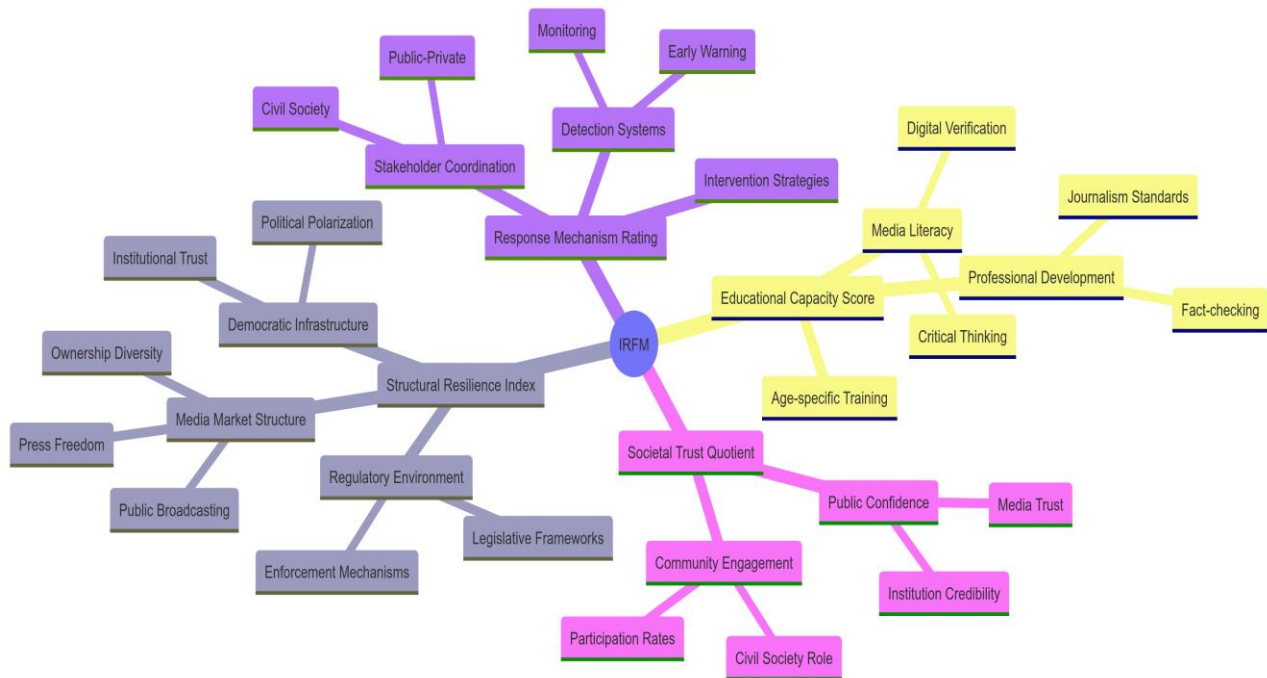 Monitoring
Early Warning
Public-Private
Civil Society
Detection Systems
Stakeholder Coordination
Intervention Strategies
Response Mechanism Rating
Digital Verification
Journalism Standards
Media Literacy
Professional Development
Educational Capacity Score
Fact-checking
Critical Thinking
Age-specific Training
IRFM
Political Polarization
Institutional Trust
Democratic Infrastructure
Ownership Diversity
Structural Resilience Index
Media Market Structure
Press Freedom
Public Broadcasting
Regulatory Environment
Legislative Frameworks
Enforcement Mechanisms
Societal Trust Quotient
Public Confidence
Media Trust
Institution Credibility
Community Engagement
Participation Rates
Civil Society Role